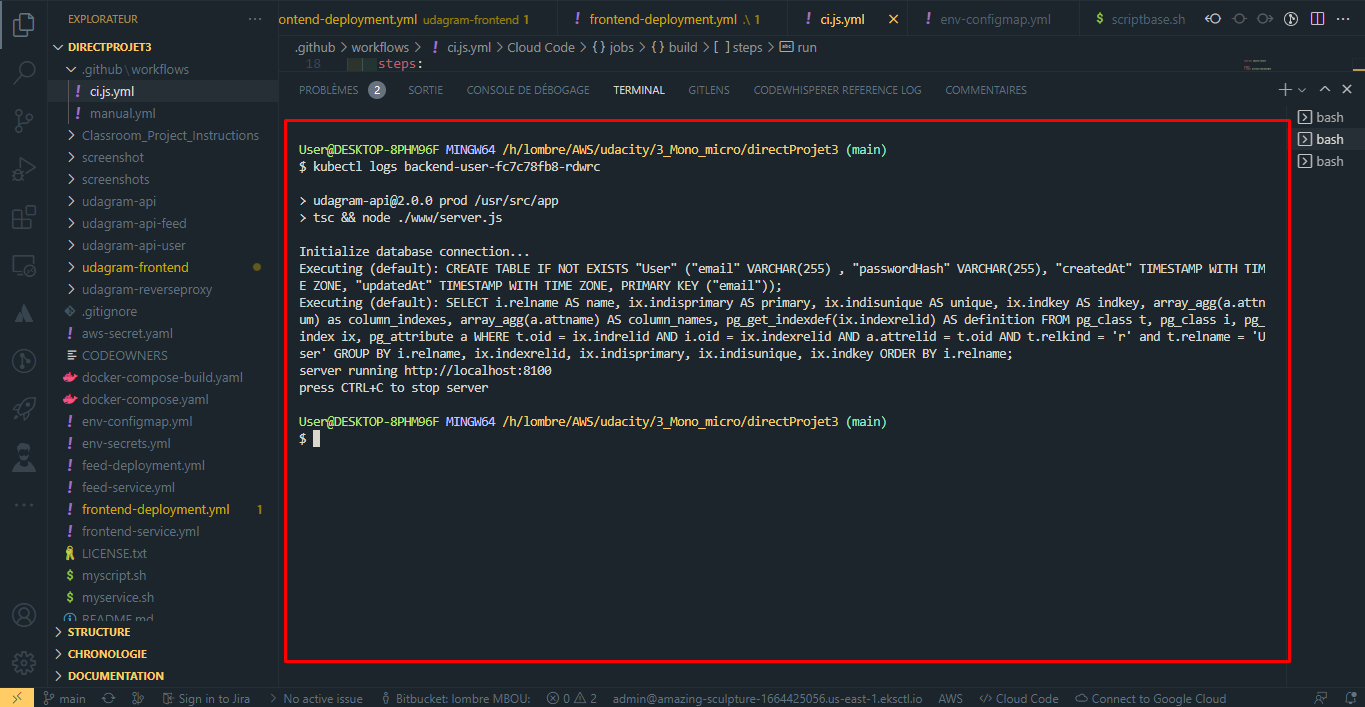 EXPLORATEUR
ontend-deployment.yml udagram-frontend 1
frontend-deployment.yml .\ 1
ci.js.yml
env-configmap.yml
scriptbase.sh
DIRECTPROJET3
.github\workflows
ci.js.yml
manual.yml
Classroom_Project_Instructions
screenshot
screenshots
udagram-api
udagram-api-feed
udagram-api-user
udagram-frontend
udagram-reverseproxy
.gitignore
aws-secret.yaml
CODEOWNERS
docker-compose-build.yaml
docker-compose.yaml
env-configmap.yml
env-secrets.yml
feed-deployment.yml
feed-service.yml
frontend-deployment.yml 1
frontend-service.yml
LICENSE.txt
myscript.sh
myservice.sh
README.md
STRUCTURE
CHRONOLOGIE
DOCUMENTATION
.github > workflows > ! ci.js.yml > Cloud Code > {} jobs > {} build > [ ] steps > abc run
18 steps:
PROBLÈMES 2 SORTIE CONSOLE DE DÉBOGAGE TERMINAL GITLENS CODEWHISPERER REFERENCE LOG COMMENTAIRES
bash
bash
bash
User@DESKTOP-8PHM96F MINGW64 /h/lombre/AWS/udacity/3_Mono_micro/directProjet3 (main)
$ kubectl logs backend-user-fc7c78fb8-rdwrc
> udagram-api@2.0.0 prod /usr/src/app
> tsc && node ./www/server.js
Initialize database connection...
Executing (default): CREATE TABLE IF NOT EXISTS "User" ("email" VARCHAR(255) , "passwordHash" VARCHAR(255), "createdAt" TIMESTAMP WITH TIM
E ZONE, "updatedAt" TIMESTAMP WITH TIME ZONE, PRIMARY KEY ("email"));
Executing (default): SELECT i.relname AS name, ix.indisprimary AS primary, ix.indisunique AS unique, ix.indkey AS indkey, array_agg(a.attn
um) as column_indexes, array_agg(a.attname) AS column_names, pg_get_indexdef(ix.indexrelid) AS definition FROM pg_class t, pg_class i, pg_
index ix, pg_attribute a WHERE t.oid = ix.indrelid AND i.oid = ix.indexrelid AND a.attrelid = t.oid AND t.relkind = 'r' and t.relname = 'U
ser' GROUP BY i.relname, ix.indexrelid, ix.indisprimary, ix.indisunique, ix.indkey ORDER BY i.relname;
server running http://localhost:8100
press CTRL+C to stop server
User@DESKTOP-8PHM96F MINGW64 /h/lombre/AWS/udacity/3_Mono_micro/directProjet3 (main)
$
main Sign in to Jira No active issue Bitbucket: lombre MBOU: 0 2 admin@amazing-sculpture-1664425056.us-east-1.eksctl.io AWS Cloud Code Connect to Google Cloud